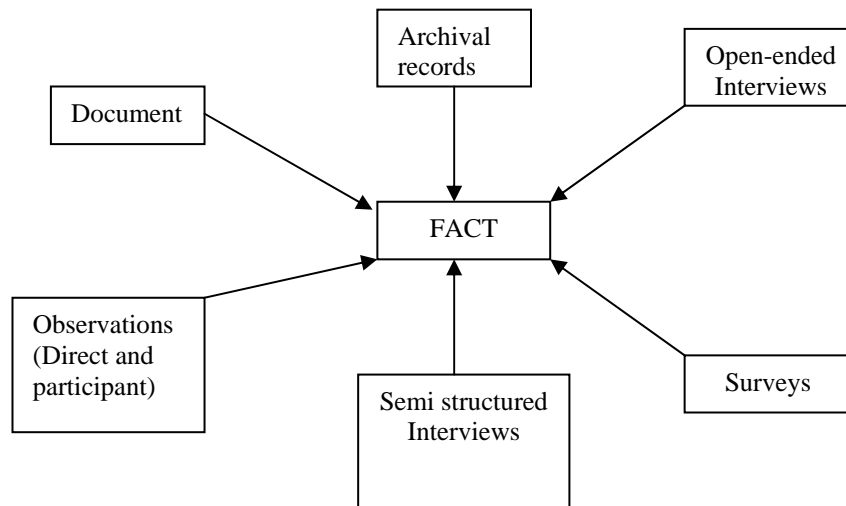 Archival
records
Open-ended
Interviews
Document
FACT
Observations
(Direct and
participant)
Semi structured
Interviews
Surveys